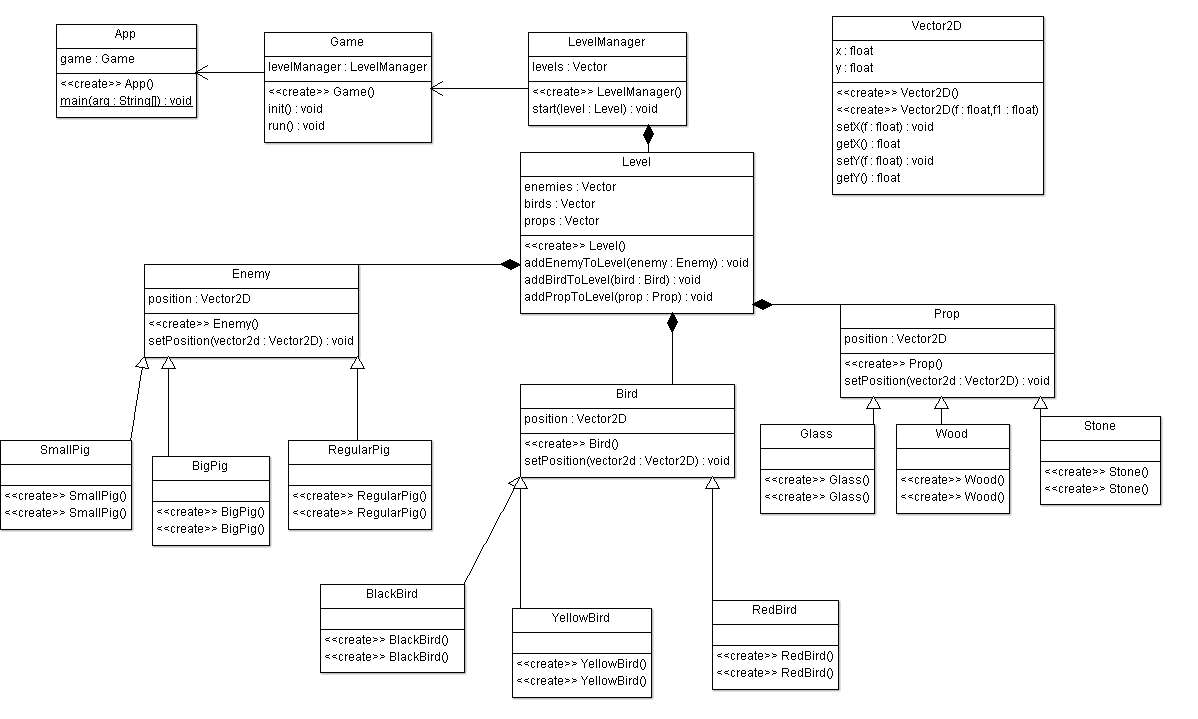 App
game : Game
<<create>> App()
main(arg : String[]) : void
Game
levelManager : LevelManager
<<create>> Game()
init() : void
run() : void
LevelManager
levels : Vector
<<create>> LevelManager()
start(level : Level) : void
Vector2D
x : float
y : float
<<create>> Vector2D()
<<create>> Vector2D(f : float,f1 : float)
setX(f : float) : void
getX() : float
setY(f : float) : void
getY() : float
Level
enemies : Vector
birds : Vector
props : Vector
<<create>> Level()
addEnemyToLevel(enemy : Enemy) : void
addBirdToLevel(bird : Bird) : void
addPropToLevel(prop : Prop) : void
Enemy
position : Vector2D
<<create>> Enemy()
setPosition(vector2d : Vector2D) : void
Prop
position : Vector2D
<<create>> Prop()
setPosition(vector2d : Vector2D) : void
Bird
position : Vector2D
<<create>> Bird()
setPosition(vector2d : Vector2D) : void
SmallPig
<<create>> SmallPig()
<<create>> SmallPig()
BigPig
<<create>> BigPig()
<<create>> BigPig()
RegularPig
<<create>> RegularPig()
<<create>> RegularPig()
Glass
<<create>> Glass()
<<create>> Glass()
Wood
<<create>> Wood()
<<create>> Wood()
Stone
<<create>> Stone()
<<create>> Stone()
BlackBird
<<create>> BlackBird()
<<create>> BlackBird()
YellowBird
<<create>> YellowBird()
<<create>> YellowBird()
RedBird
<<create>> RedBird()
<<create>> RedBird()